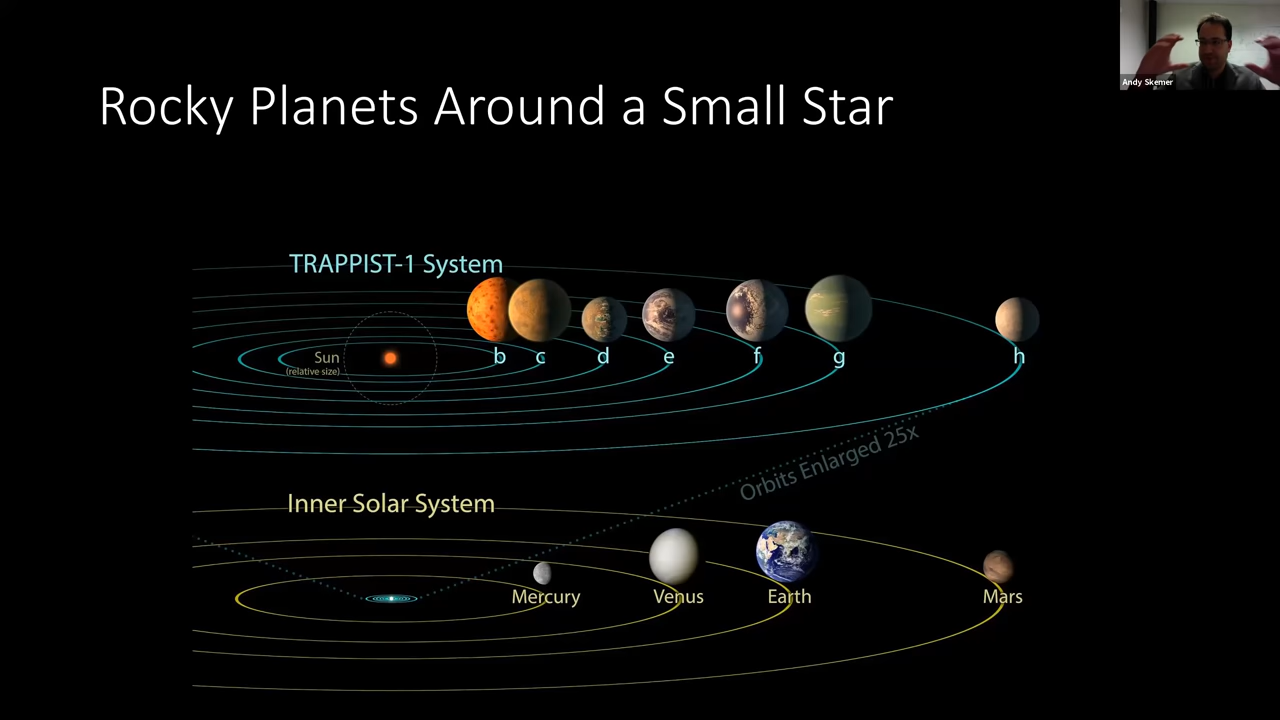 Andy Skemer
Rocky Planets Around a Small Star
TRAPPIST-1 System
Sun
(relative size)
b c d e f g h
Orbits Enlarged 25x
Inner Solar System
Mercury Venus Earth Mars